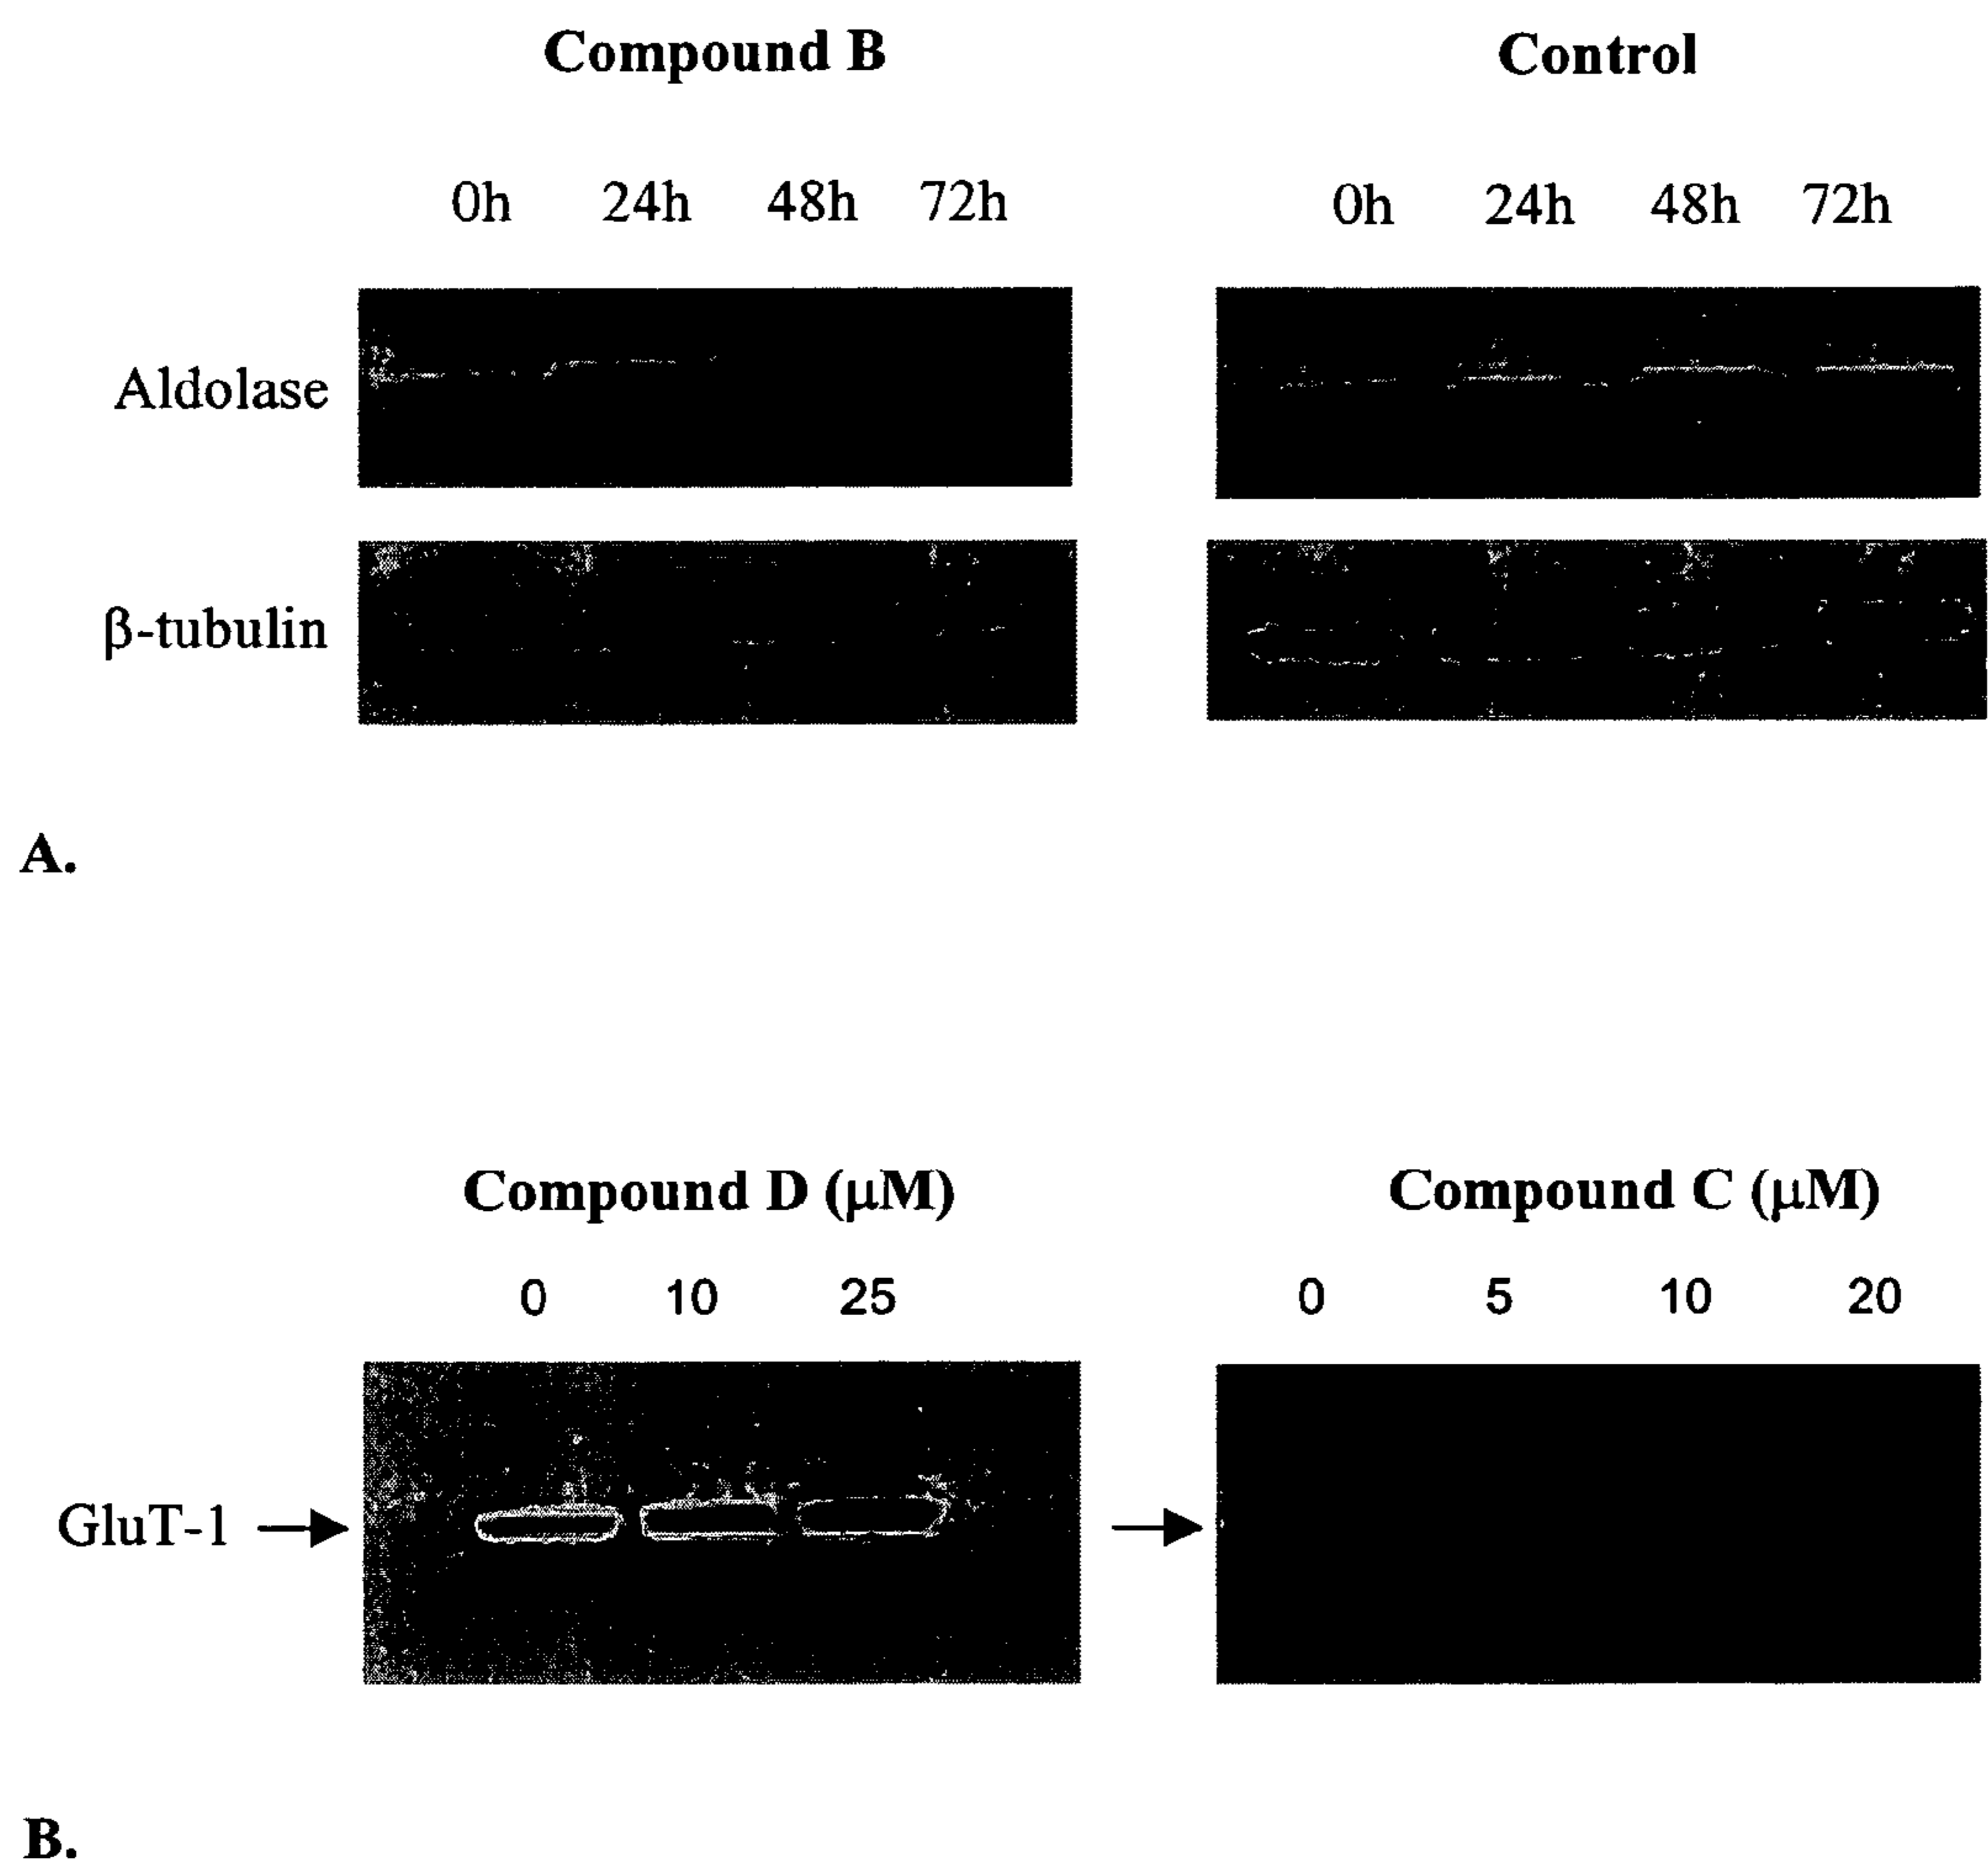 Compound B Control
0h 24h 48h 72h 0h 24h 48h 72h
Aldolase
β-tubulin
A.
Compound D (μM) Compound C (μM)
0 10 25 0 5 10 20
GluT-1
B.